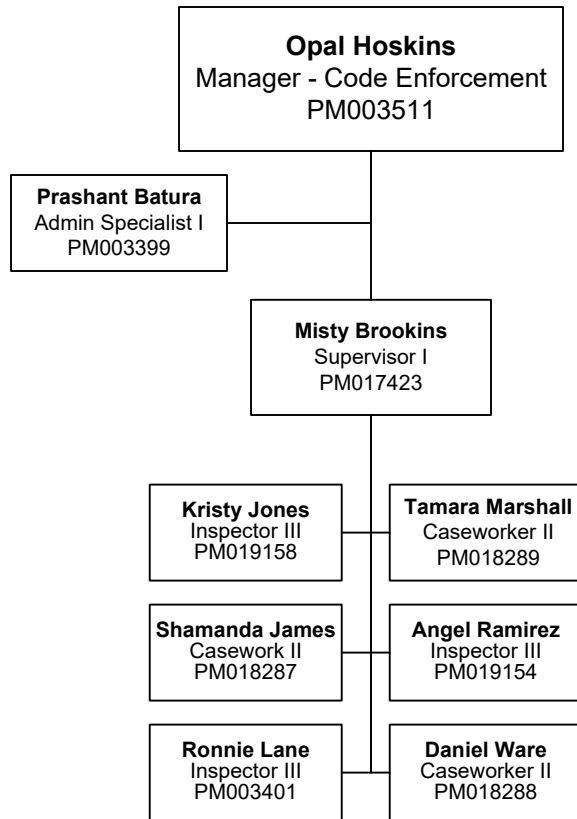 Opal Hoskins
Manager - Code Enforcement
PM003511
Prashant Batura
Admin Specialist I
PM003399
Misty Brookins
Supervisor I
PM017423
Kristy Jones
Inspector III
PM019158
Tamara Marshall
Caseworker II
PM018289
Shamanda James
Casework II
PM018287
Angel Ramirez
Inspector III
PM019154
Ronnie Lane
Inspector III
PM003401
Daniel Ware
Caseworker II
PM018288